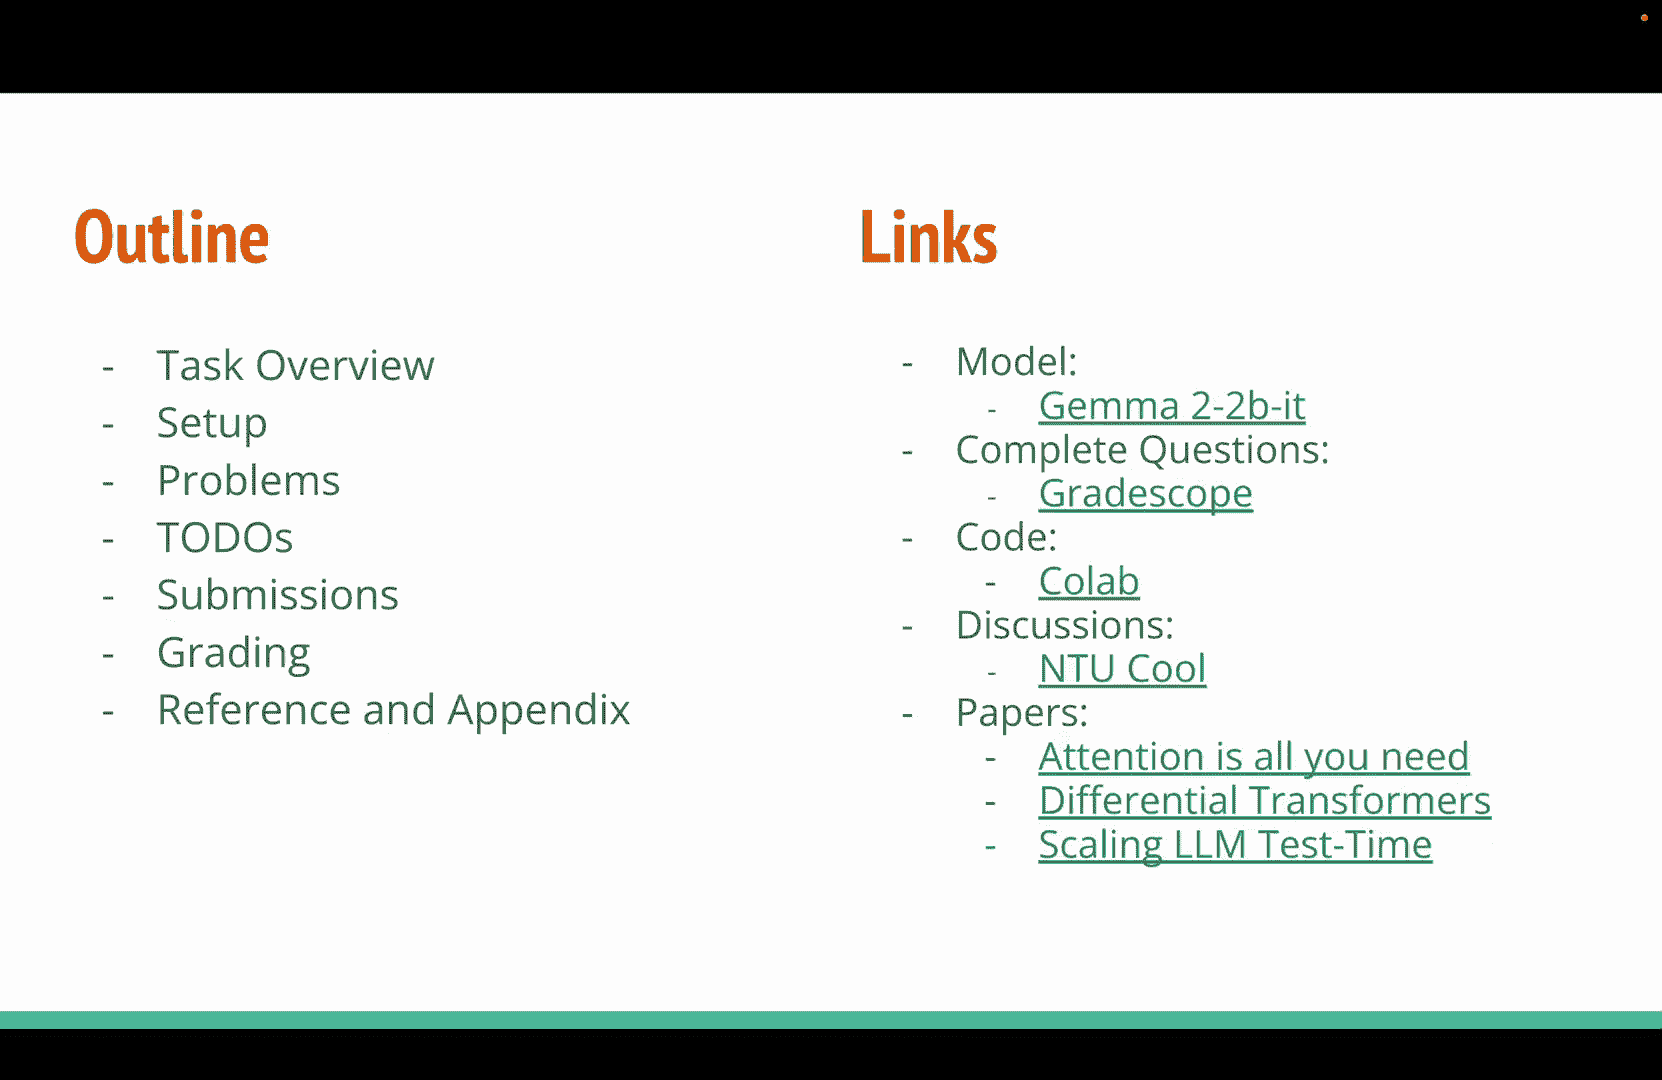 Outline
- Task Overview
- Setup
- Problems
- TODOs
- Submissions
- Grading
- Reference and Appendix
Links
- Model:
- Gemma 2-2b-it
- Complete Questions:
- Gradescope
- Code:
- Colab
- Discussions:
- NTU Cool
- Papers:
- Attention is all you need
- Differential Transformers
- Scaling LLM Test-Time